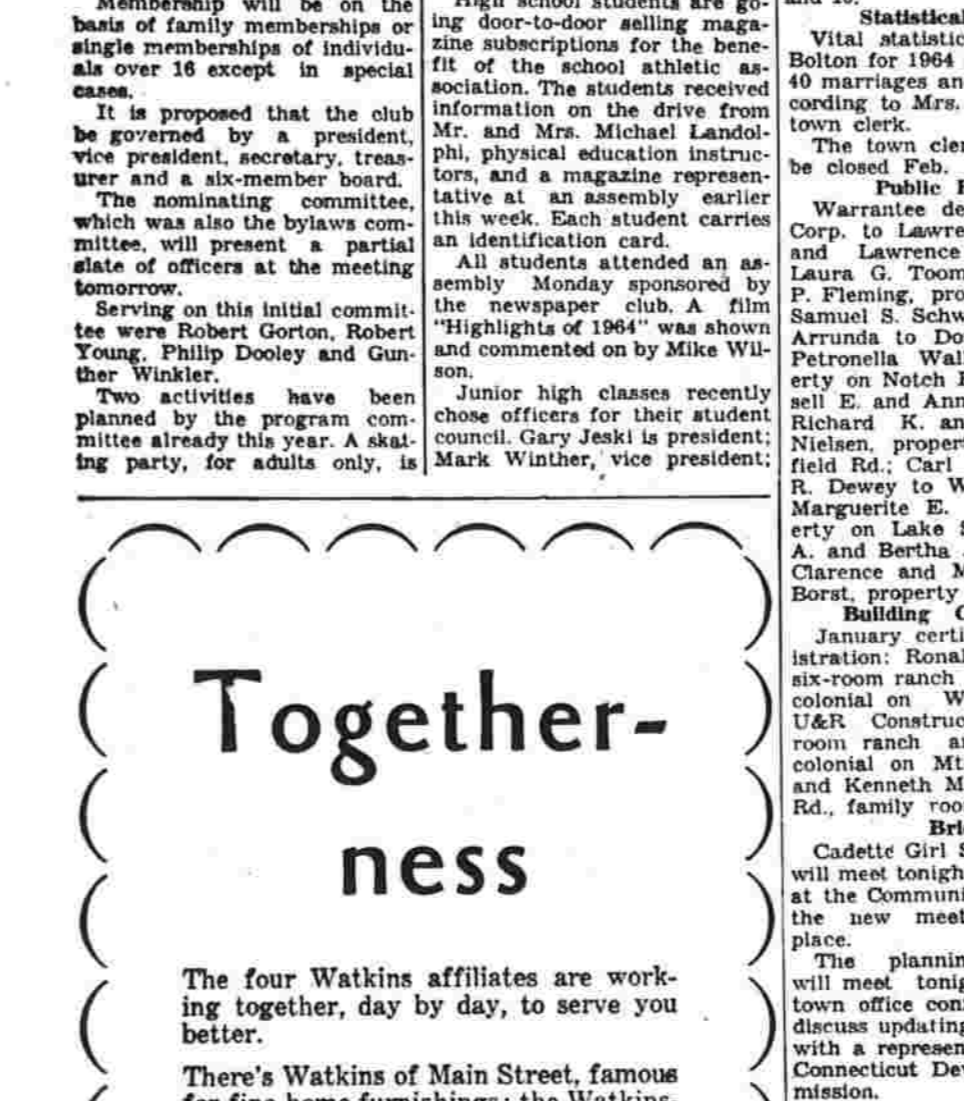 Membership will be on the
basis of family memberships or
single memberships of individu-
als over 16 except in special
cases.
It is proposed that the club
be governed by a president,
vice president, secretary, treas-
urer and a six-member board.
The nominating committee,
which was also the bylaws com-
mittee, will present a partial
slate of officers at the meeting
tomorrow.
Serving on this initial commit-
tee were Robert Gorton, Robert
Young, Philip Dooley and Gun-
ther Winkler.
Two activities have been
planned by the program com-
mittee already this year. A skat-
ing party, for adults only, is
High school students are go-
ing door-to-door selling maga-
zine subscriptions for the bene-
fit of the school athletic as-
sociation. The students received
information on the drive from
Mr. and Mrs. Michael Landol-
phi, physical education instruc-
tors, and a magazine represen-
tative at an assembly earlier
this week. Each student carries
an identification card.
All students attended an as-
sembly Monday sponsored by
the newspaper club. A film
"Highlights of 1964" was shown
and commented on by Mike Wil-
son.
Junior high classes recently
chose officers for their student
council. Gary Jeski is president;
Mark Winther, vice president;
Together-
ness
The four Watkins affiliates are work-
ing together, day by day, to serve you
better.
There's Watkins of Main Street, famous
for fine home furnishings; the Watkins
Statistical
Vital statistic
Bolton for 1964
40 marriages an
cording to Mrs.
town clerk.
The town cler
be closed Feb.
Public
Warrantee de
Corp. to Lawre
and Lawrence
Laura G. Toom
P. Fleming, pro
Samuel S. Schw
Arrunda to Do
Petronella Wal
erty on Notch
sell E. and Ann
Richard K. an
Nielsen, proper
field Rd.; Carl
R. Dewey to W
Marguerite E.
erty on Lake
A. and Bertha
Clarence and M
Borst, property
Building
January certi
istration: Ronal
six-room ranch
colonial on W
U&R Construc
room ranch a
colonial on Mt
and Kenneth M
Rd., family roo
Bri
Cadette Girl S
will meet tonigh
at the Communi
the new meet
place.
The plannin
will meet tonig
town office con
discuss updating
with a represen
Connecticut De
mission.